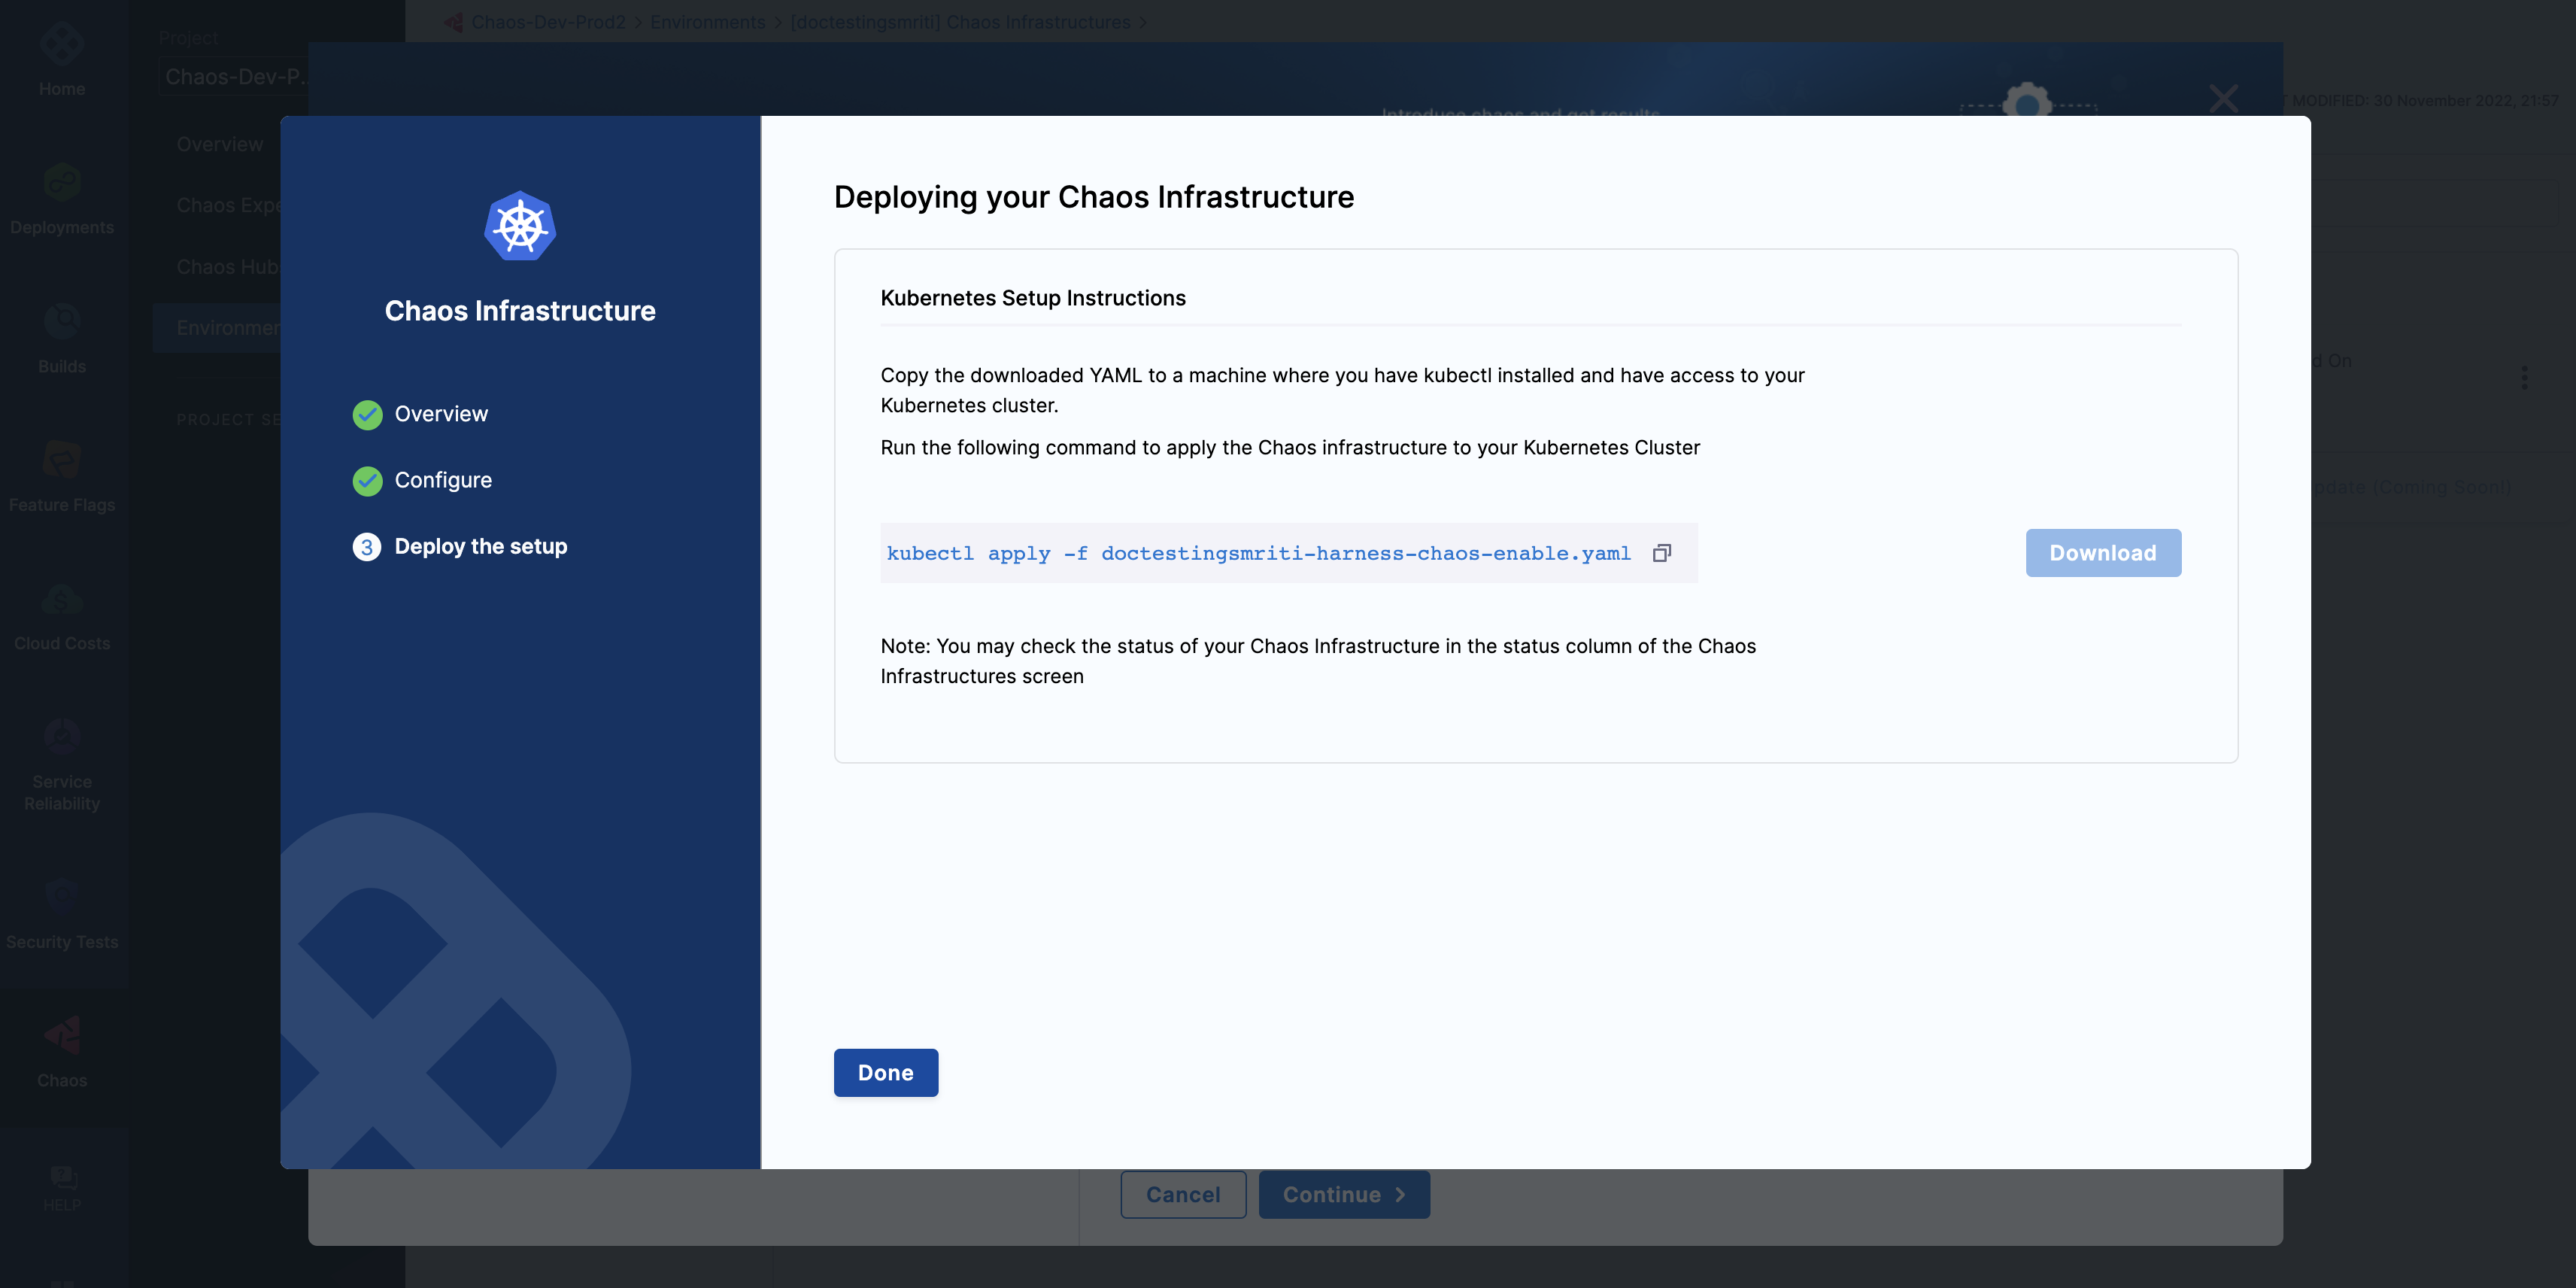 Chaos-Dev-Prod2 > Environments > [doctestingsmriti] Chaos Infrastructures >
Project
Chaos-Dev-P...
Home
Overview
Chaos Expe
Deployments
Chaos Hub
Environmen
Builds
PROJECT SE
Feature Flags
Cloud Costs
Service
Reliability
Security Tests
Chaos
HELP
Introduce chaos and get results
T MODIFIED: 30 November 2022, 21:57
d On
pdate (Coming Soon!)
Chaos Infrastructure
Overview
Configure
3 Deploy the setup
Deploying your Chaos Infrastructure
Kubernetes Setup Instructions
Copy the downloaded YAML to a machine where you have kubectl installed and have access to your
Kubernetes cluster.
Run the following command to apply the Chaos infrastructure to your Kubernetes Cluster
kubectl apply -f doctestingsmriti-harness-chaos-enable.yaml
Download
Note: You may check the status of your Chaos Infrastructure in the status column of the Chaos
Infrastructures screen
Done
Cancel
Continue >